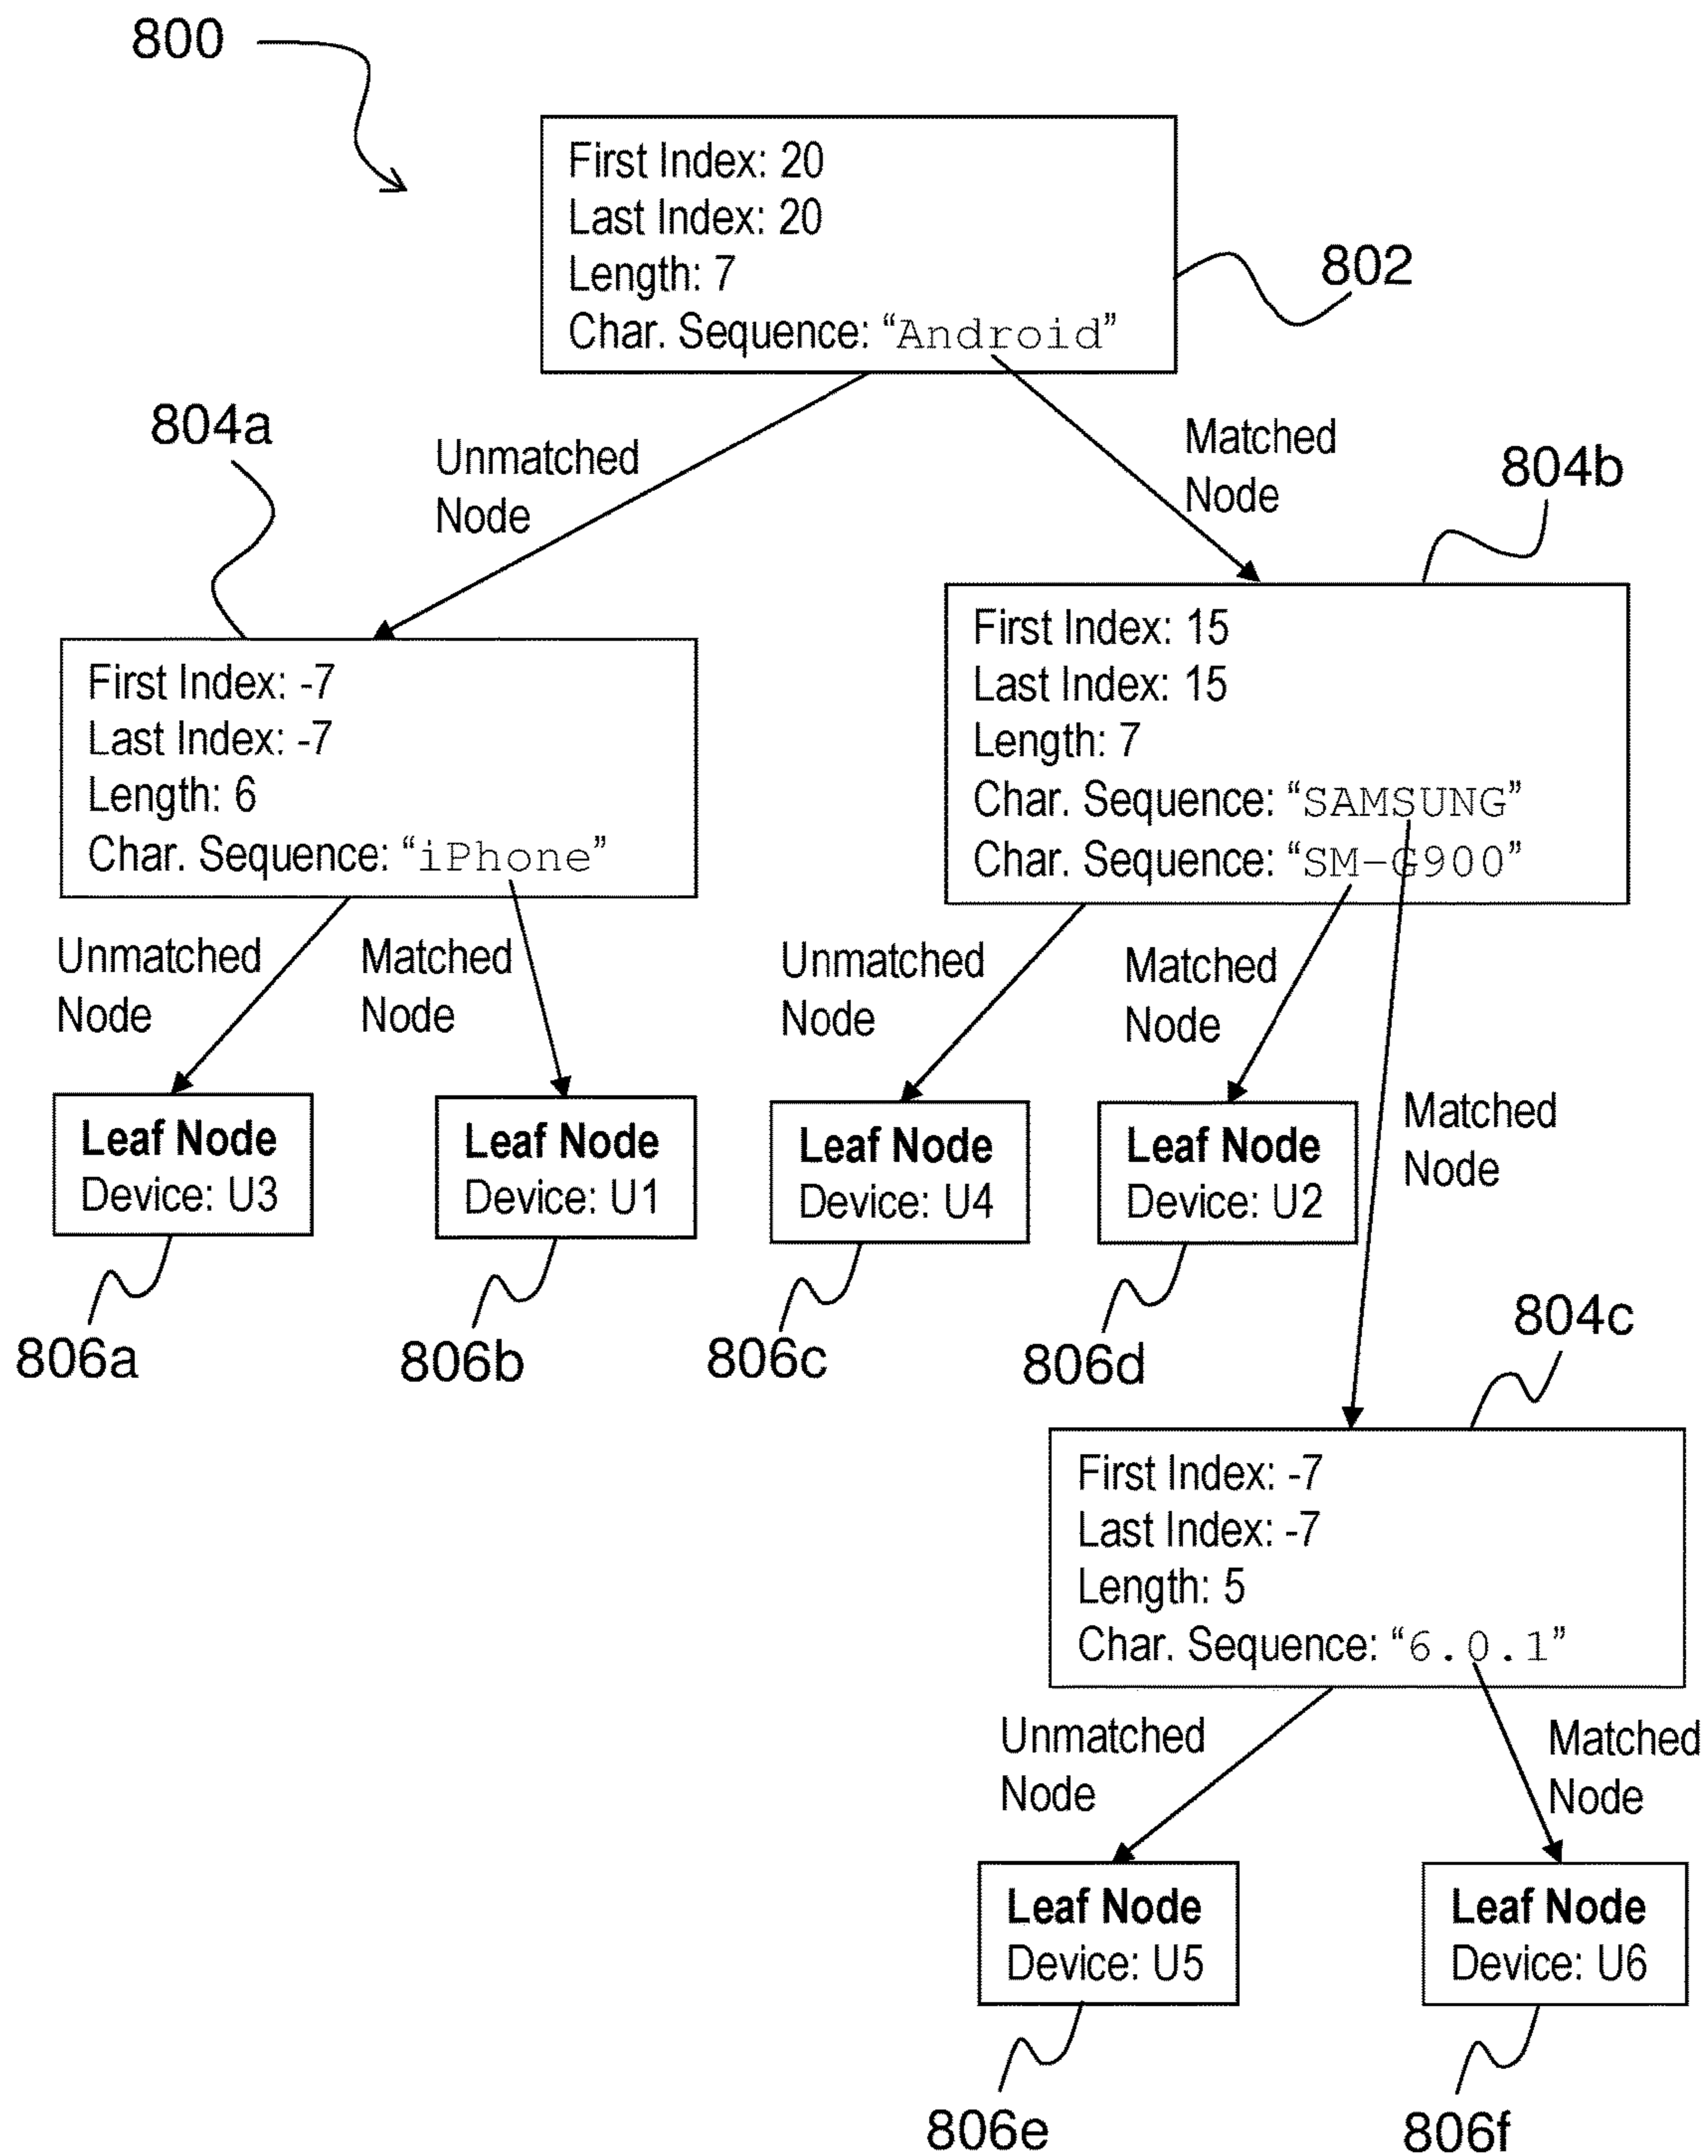 800
First Index: 20
Last Index: 20
Length: 7
Char. Sequence: “Android”
802
804a
Unmatched
Node
Matched
Node
804b
First Index: -7
Last Index: -7
Length: 6
Char. Sequence: “iPhone”
First Index: 15
Last Index: 15
Length: 7
Char. Sequence: “SAMSUNG”
Char. Sequence: “SM-G900”
Unmatched
Node
Matched
Node
Unmatched
Node
Matched
Node
Matched
Node
Leaf Node
Device: U3
Leaf Node
Device: U1
Leaf Node
Device: U4
Leaf Node
Device: U2
806a
806b
806c
806d
804c
First Index: -7
Last Index: -7
Length: 5
Char. Sequence: “6.0.1”
Unmatched
Node
Matched
Node
Leaf Node
Device: U5
Leaf Node
Device: U6
806e
806f